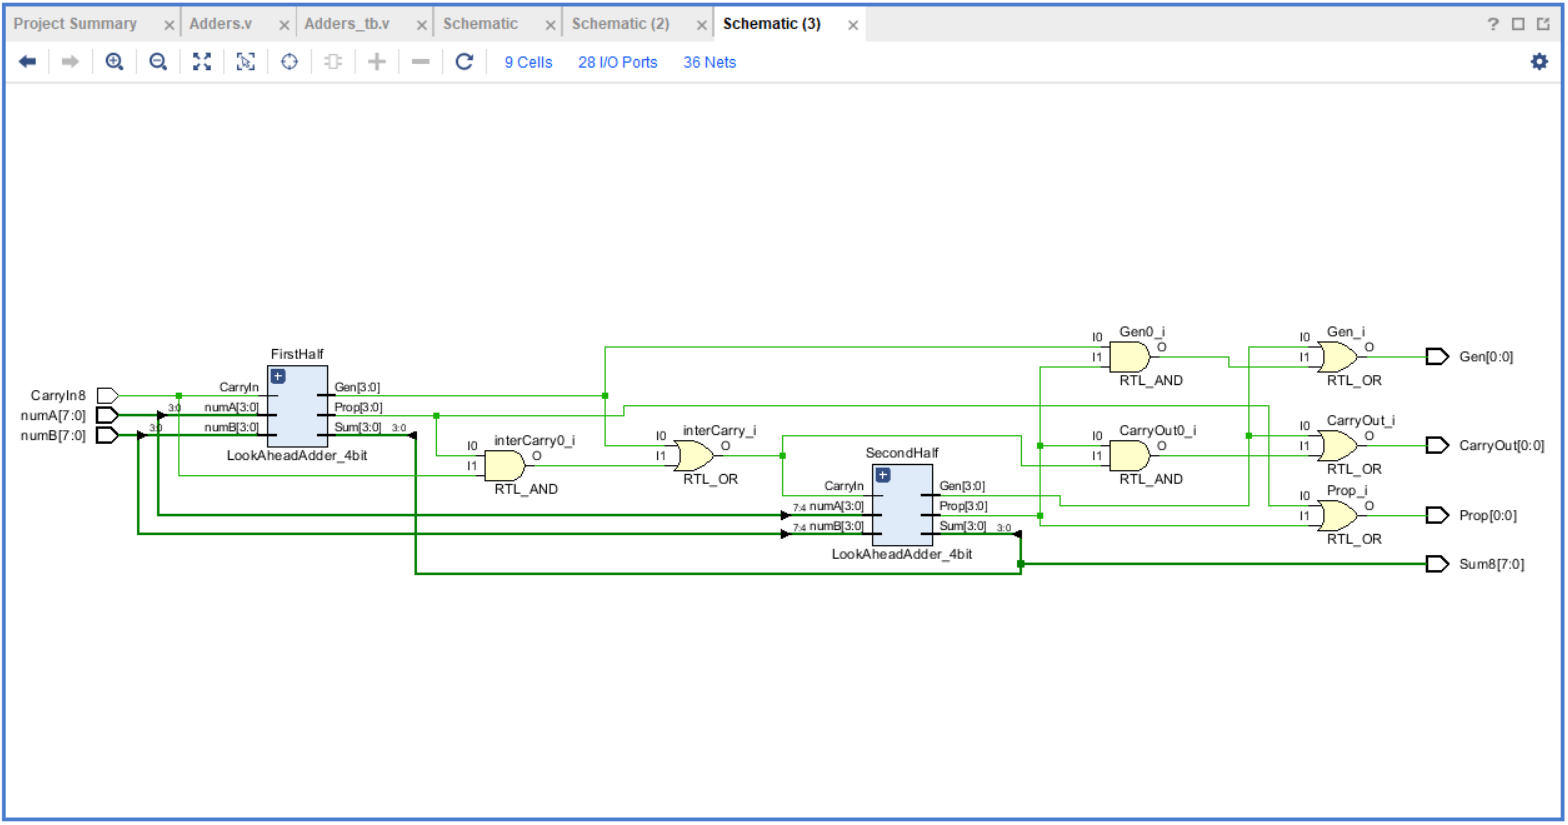 Project Summary × Adders.v × Adders_tb.v × Schematic × Schematic (2) × Schematic (3) × ?
9 Cells 28 I/O Ports 36 Nets
CarryIn8
numA[7:0]
numB[7:0]
3:0
3:0
FirstHalf
+
CarryIn
numA[3:0]
numB[3:0]
Gen[3:0]
Prop[3:0]
Sum[3:0]
3:0
LookAheadAdder_4bit
interCarry0_i
I0
I1
O
RTL_AND
interCarry_i
I0
I1
O
RTL_OR
SecondHalf
+
CarryIn
7:4 numA[3:0]
7:4 numB[3:0]
Gen[3:0]
Prop[3:0]
Sum[3:0]
3:0
LookAheadAdder_4bit
Gen0_i
I0
I1
O
RTL_AND
CarryOut0_i
I0
I1
O
RTL_AND
Gen_i
I0
I1
O
RTL_OR
CarryOut_i
I0
I1
O
RTL_OR
Prop_i
I0
I1
O
RTL_OR
Gen[0:0]
CarryOut[0:0]
Prop[0:0]
Sum8[7:0]